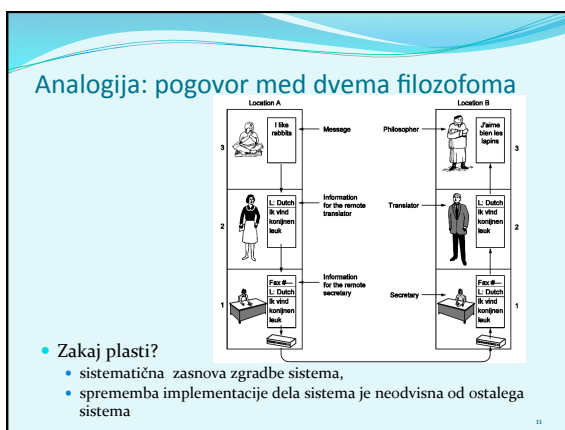 Analogija: pogovor med dvema filozofoma
Location A
Location B
3
I like
rabbits
Message
Philosopher
J'aime
bien les
lapins
3
2
L: Dutch
Ik vind
konijnen
leuk
Information
for the remote
translator
Translator
L: Dutch
Ik vind
konijnen
leuk
2
1
Fax #—
L: Dutch
Ik vind
konijnen
leuk
Information
for the remote
secretary
Secretary
Fax #—
L: Dutch
Ik vind
konijnen
leuk
1
• Zakaj plasti?
• sistematična zasnova zgradbe sistema,
• sprememba implementacije dela sistema je neodvisna od ostalega
sistema
11